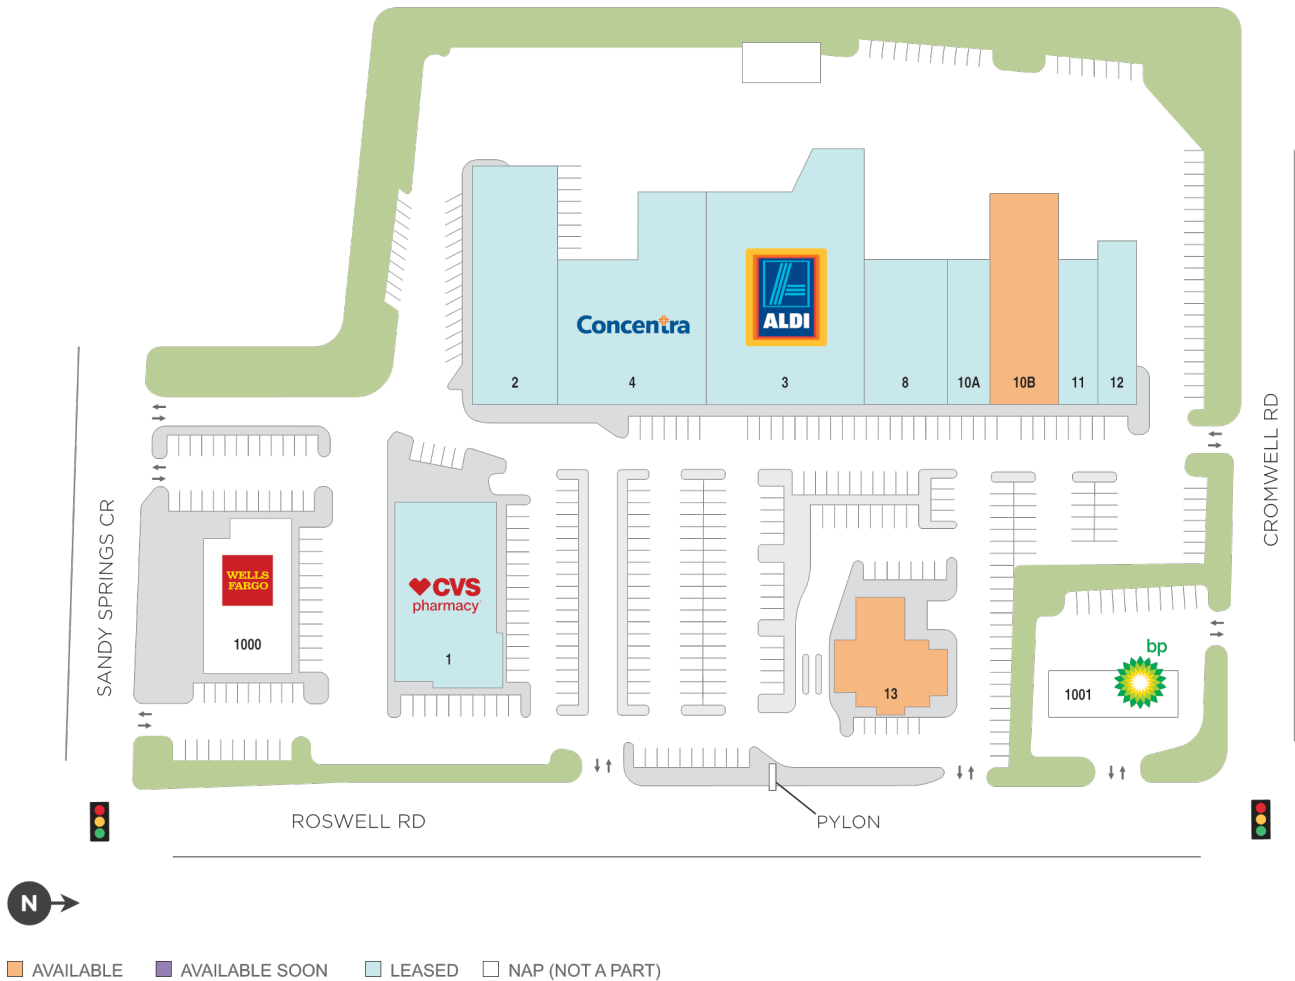 Concentra
ALDI
2
4
3
8
10A
10B
11
12
CROMWELL RD
SANDY SPRINGS CR
WELLS
FARGO
1000
CVS
pharmacy
1
13
bp
1001
ROSWELL RD
PYLON
N
AVAILABLE
AVAILABLE SOON
LEASED
NAP (NOT A PART)